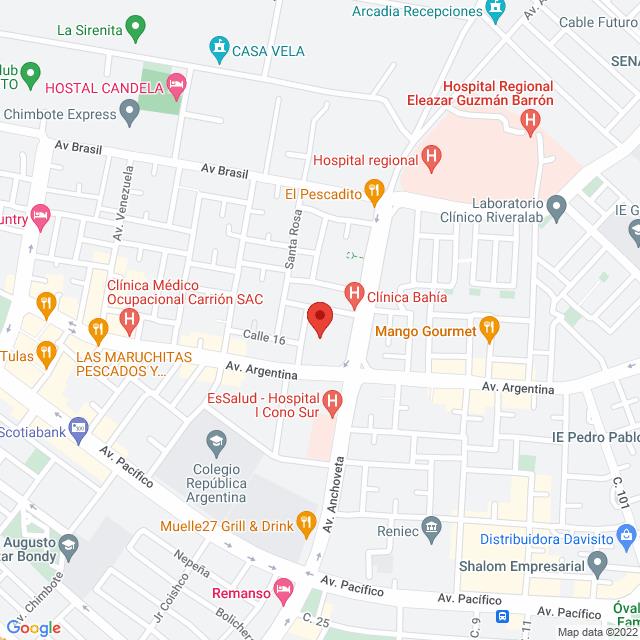 Arcadia Recepciones
Cable Futuro
La Sirenita
CASA VELA
SENA
lub
TO
HOSTAL CANDELA
Hospital Regional
Eleazar Guzmán Barrón
Chimbote Express
Av Brasil
Hospital regional
Av Brasil
El Pescadito
Av. Venezuela
Laboratorio
Clínico Riveralab
IE G
untry
Santa Rosa
Clínica Médico
Ocupacional Carrión SAC
Clínica Bahía
Mango Gourmet
Calle 16
Tulas
LAS MARUCHITAS
PESCADOS Y...
Av. Argentina
Av. Argentina
EsSalud - Hospital
I Cono Sur
Scotiabank
IE Pedro Pablo
Av. Pacífico
Colegio
República
Argentina
C. 101
Av. Anchoveta
Muelle27 Grill & Drink
Reniec
Distribuidora Davisito
Augusto
zar Bondy
Nepeña
Shalom Empresarial
Jr Coishco
Av. Chimbote
Remanso
Av. Pacífico
Av. Pacífico
Bolichera
C. 25
C. 9
C. 11
Óval
Fan
Google
Map data ©2022